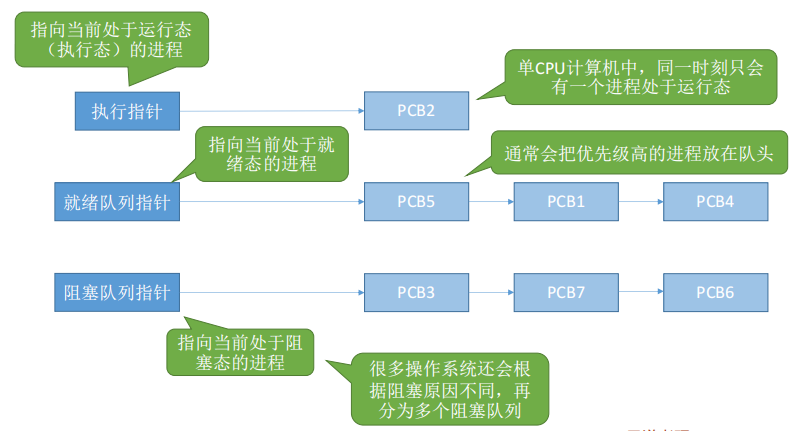 指向当前处于运行态
（执行态）的进程
单CPU计算机中，同一时刻只会
有一个进程处于运行态
执行指针
PCB2
指向当前处于就
绪态的进程
通常会把优先级高的进程放在队头
就绪队列指针
PCB5
PCB1
PCB4
阻塞队列指针
PCB3
PCB7
PCB6
指向当前处于阻
塞态的进程
很多操作系统还会根
据阻塞原因不同，再
分为多个阻塞队列